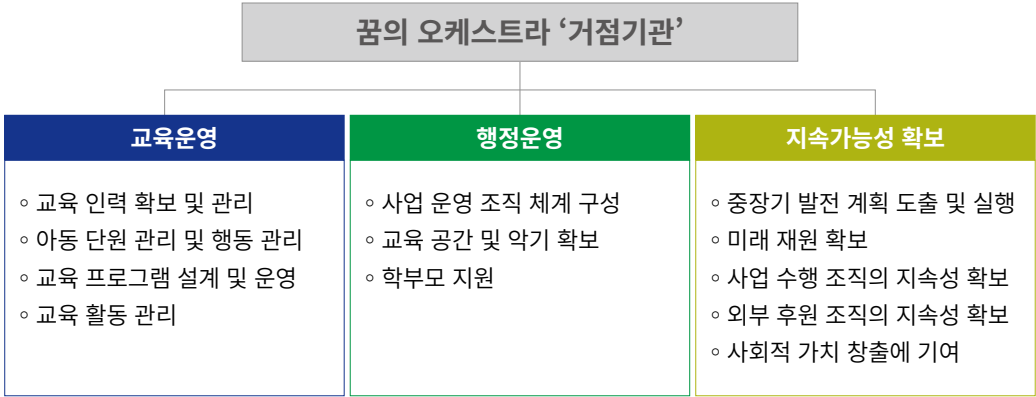 꿈의 오케스트라 ‘거점기관’
교육운영
◦ 교육 인력 확보 및 관리
◦ 아동 단원 관리 및 행동 관리
◦ 교육 프로그램 설계 및 운영
◦ 교육 활동 관리
행정운영
◦ 사업 운영 조직 체계 구성
◦ 교육 공간 및 악기 확보
◦ 학부모 지원
지속가능성 확보
◦ 중장기 발전 계획 도출 및 실행
◦ 미래 재원 확보
◦ 사업 수행 조직의 지속성 확보
◦ 외부 후원 조직의 지속성 확보
◦ 사회적 가치 창출에 기여